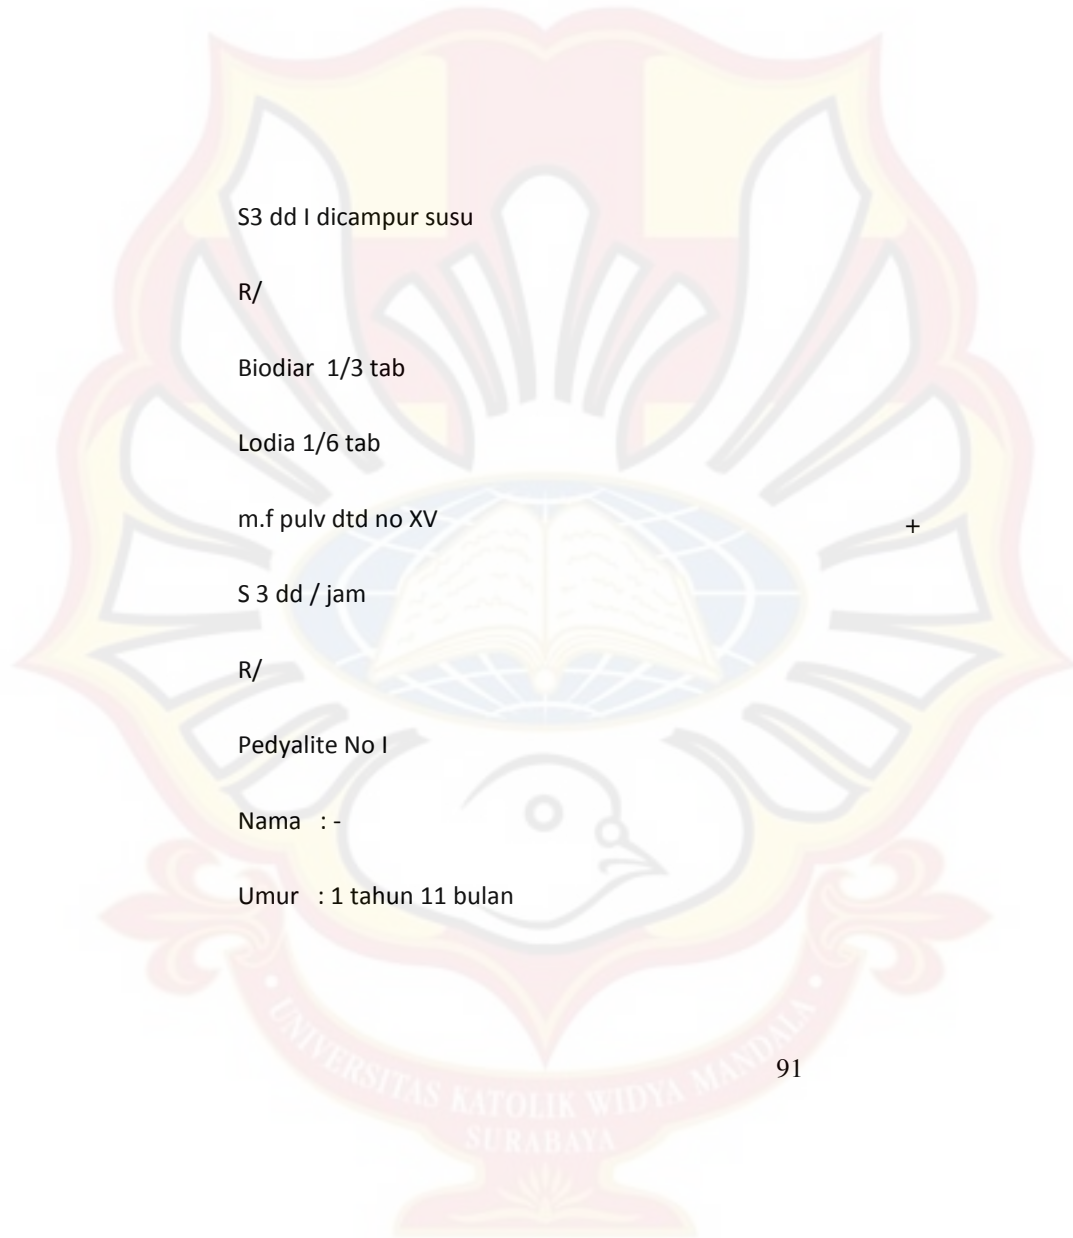 S3 dd I dicampur susu
R/
Biodiar 1/3 tab
Lodia 1/6 tab
m.f pulv dtd no XV
+
S 3 dd / jam
R/
Pedyalite No I
Nama : -
Umur : 1 tahun 11 bulan
91
• UNIVERSITAS KATOLIK WIDYA MANDALA •
SURABAYA